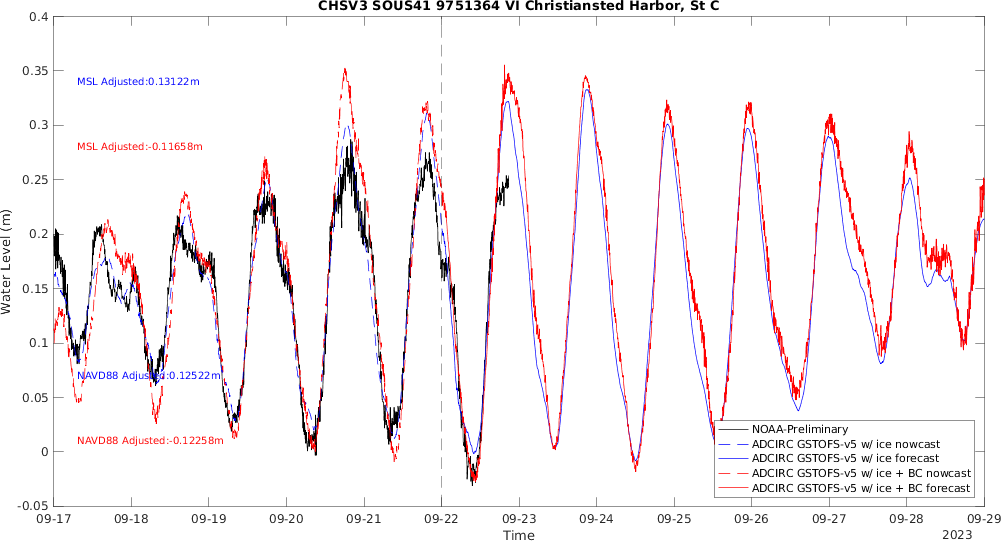 CHSV3 SOUS41 9751364 VI Christiansted Harbor, St C
0.4
0.35
0.3
0.25
0.2
0.15
0.1
0.05
0
-0.05
Water Level (m)
MSL Adjusted:0.13122m
MSL Adjusted:-0.11658m
NAVD88 Adjusted:0.12522m
NAVD88 Adjusted:-0.12258m
NOAA-Preliminary
ADCIRC GSTOFS-v5 w/ ice nowcast
ADCIRC GSTOFS-v5 w/ ice forecast
ADCIRC GSTOFS-v5 w/ ice + BC nowcast
ADCIRC GSTOFS-v5 w/ ice + BC forecast
09-17 09-18 09-19 09-20 09-21 09-22 09-23 09-24 09-25 09-26 09-27 09-28 09-29
Time
2023